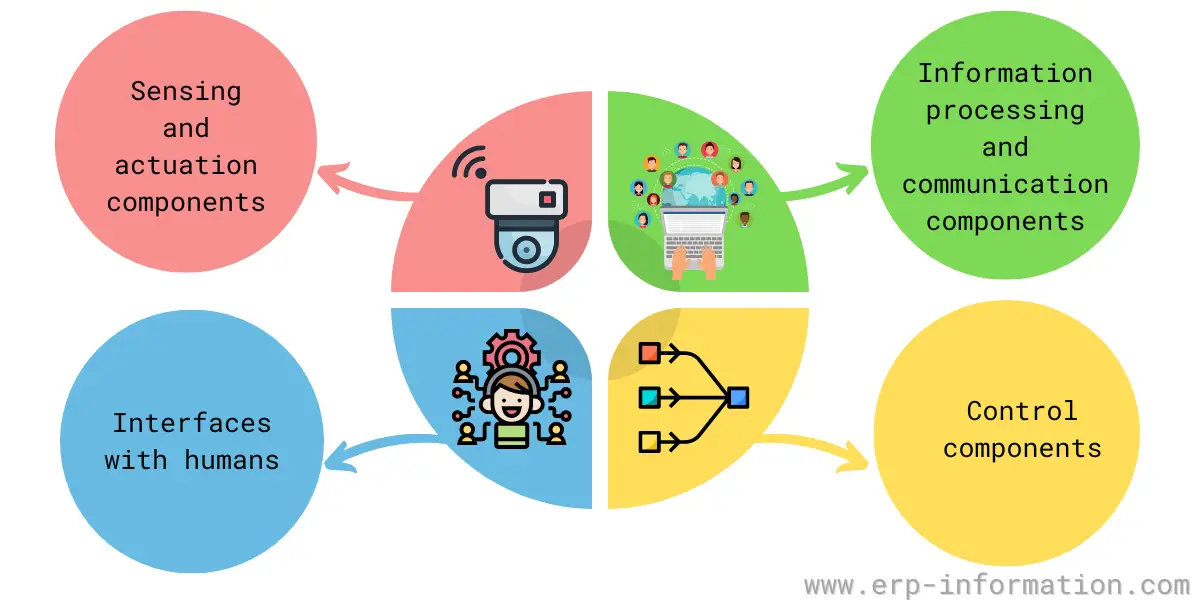 Sensing
and
actuation
components
Information
processing
and
communication
components
Interfaces
with humans
Control
components
www.erp-information.com